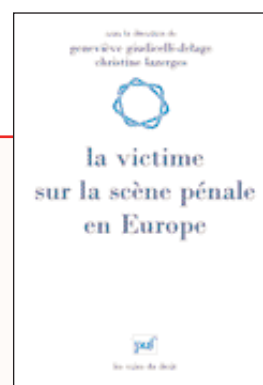 sous la direction de
geneviève giudicelli-delage
christine lazerges
la victime
sur la scène pénale
en Europe
puf
les voies du droit